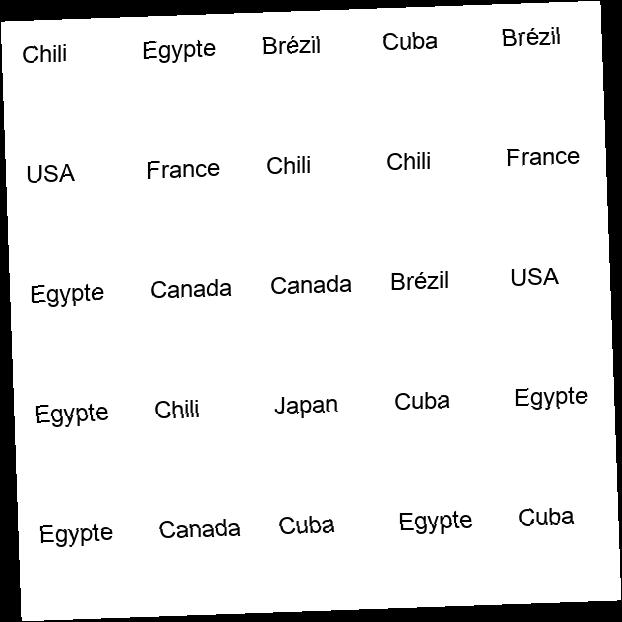 Chili Egypte Brézil Cuba Brézil
USA France Chili Chili France
Egypte Canada Canada Brézil USA
Egypte Chili Japan Cuba Egypte
Egypte Canada Cuba Egypte Cuba